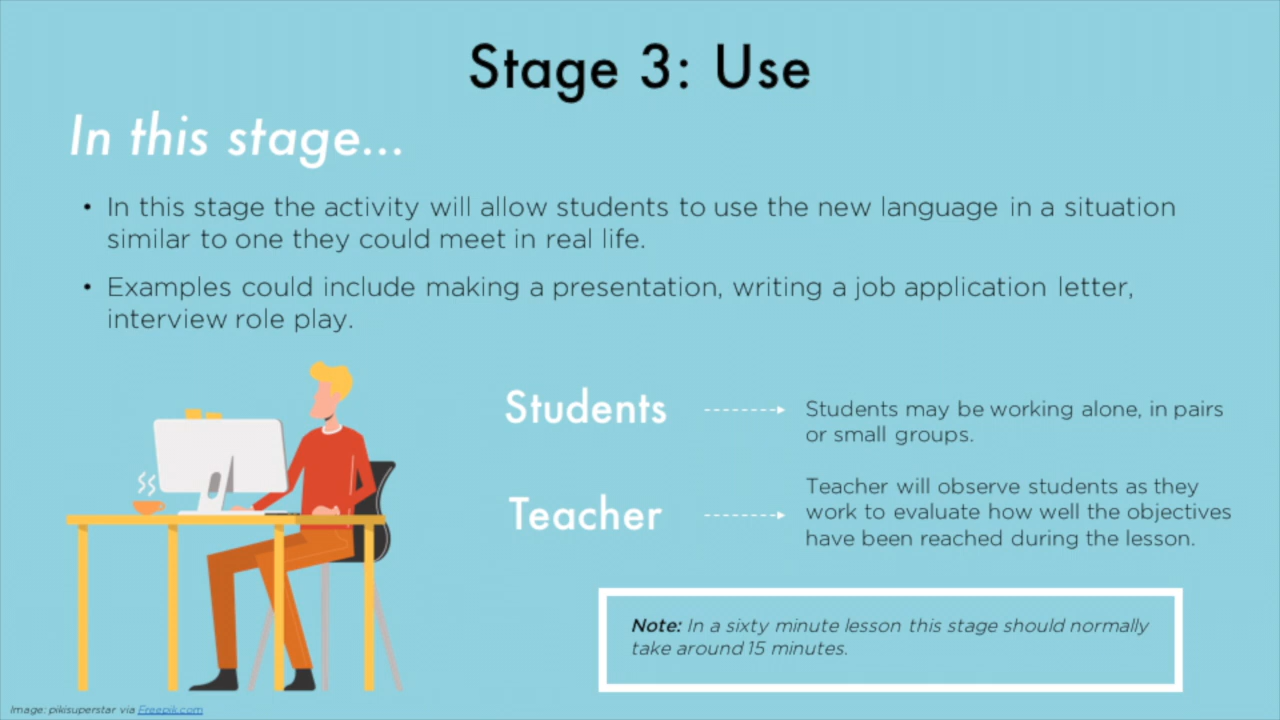 Stage 3: Use
In this stage...
• In this stage the activity will allow students to use the new language in a situation
similar to one they could meet in real life.
• Examples could include making a presentation, writing a job application letter,
interview role play.
Students
Students may be working alone, in pairs
or small groups.
Teacher
Teacher will observe students as they
work to evaluate how well the objectives
have been reached during the lesson.
Note: In a sixty minute lesson this stage should normally
take around 15 minutes.
Image: pikisuperstar via Freepik.com